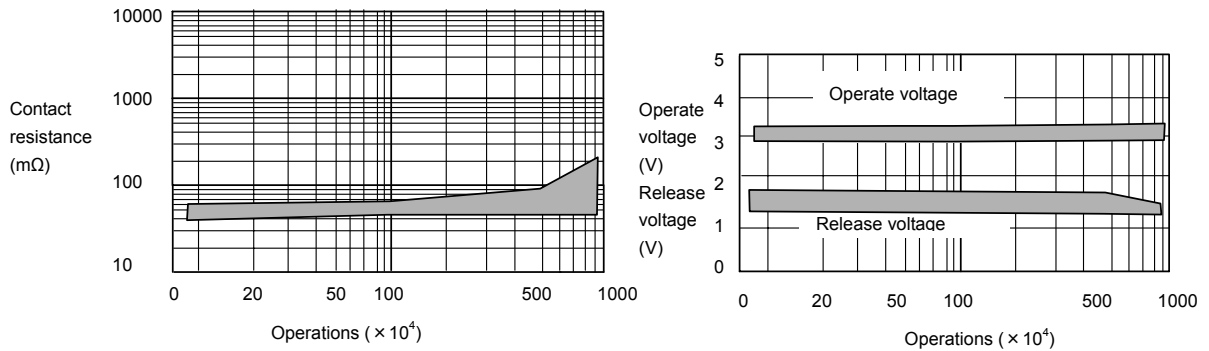 10000
1000
100
10
Contact
resistance
(mΩ)
0 20 50 100 500 1000
Operations (×10⁴)
5
4
3
2
1
0
Operate
voltage
(V)
Release
voltage
(V)
Operate voltage
Release voltage
0 20 50 100 500 1000
Operations (×10⁴)